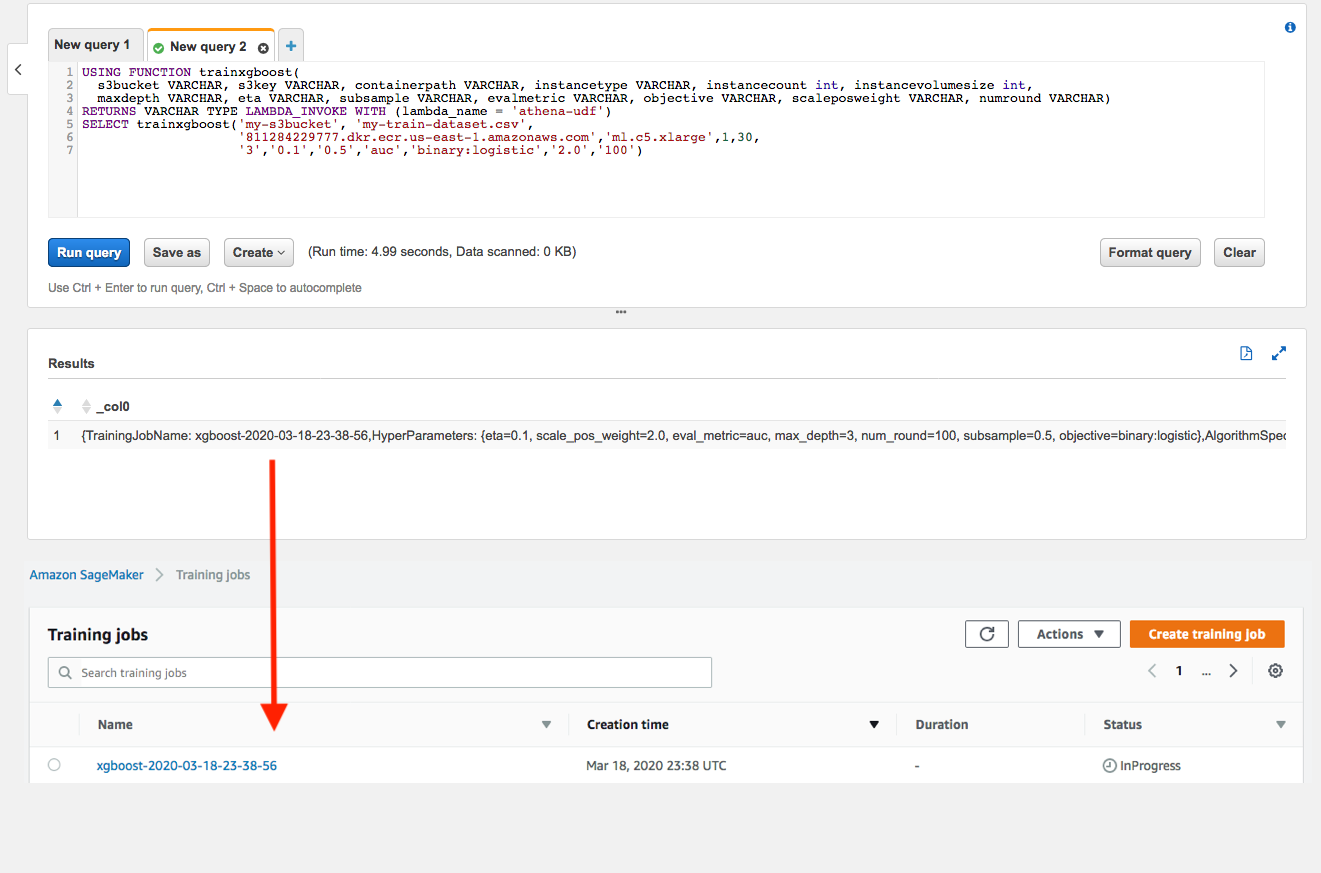 New query 1
New query 2
+
1 USING FUNCTION trainxgboost(
2 s3bucket VARCHAR, s3key VARCHAR, containerpath VARCHAR, instancetype VARCHAR, instancecount int, instancevolumesize int,
3 maxdepth VARCHAR, eta VARCHAR, subsample VARCHAR, evalmetric VARCHAR, objective VARCHAR, scaleposweight VARCHAR, numround VARCHAR)
4 RETURNS VARCHAR TYPE LAMBDA_INVOKE WITH (lambda_name = 'athena-udf')
5 SELECT trainxgboost('my-s3bucket', 'my-train-dataset.csv',
6 '811284229777.dkr.ecr.us-east-1.amazonaws.com','ml.c5.xlarge',1,30,
7 '3','0.1','0.5','auc','binary:logistic','2.0','100')
Run query
Save as
Create
(Run time: 4.99 seconds, Data scanned: 0 KB)
Format query
Clear
Use Ctrl + Enter to run query, Ctrl + Space to autocomplete
Results
_col0
1 {TrainingJobName: xgboost-2020-03-18-23-38-56,HyperParameters: {eta=0.1, scale_pos_weight=2.0, eval_metric=auc, max_depth=3, num_round=100, subsample=0.5, objective=binary:logistic},AlgorithmSpec
Amazon SageMaker
Training jobs
Training jobs
Actions
Create training job
Search training jobs
1 ...
Name
Creation time
Duration
Status
xgboost-2020-03-18-23-38-56
Mar 18, 2020 23:38 UTC
-
InProgress